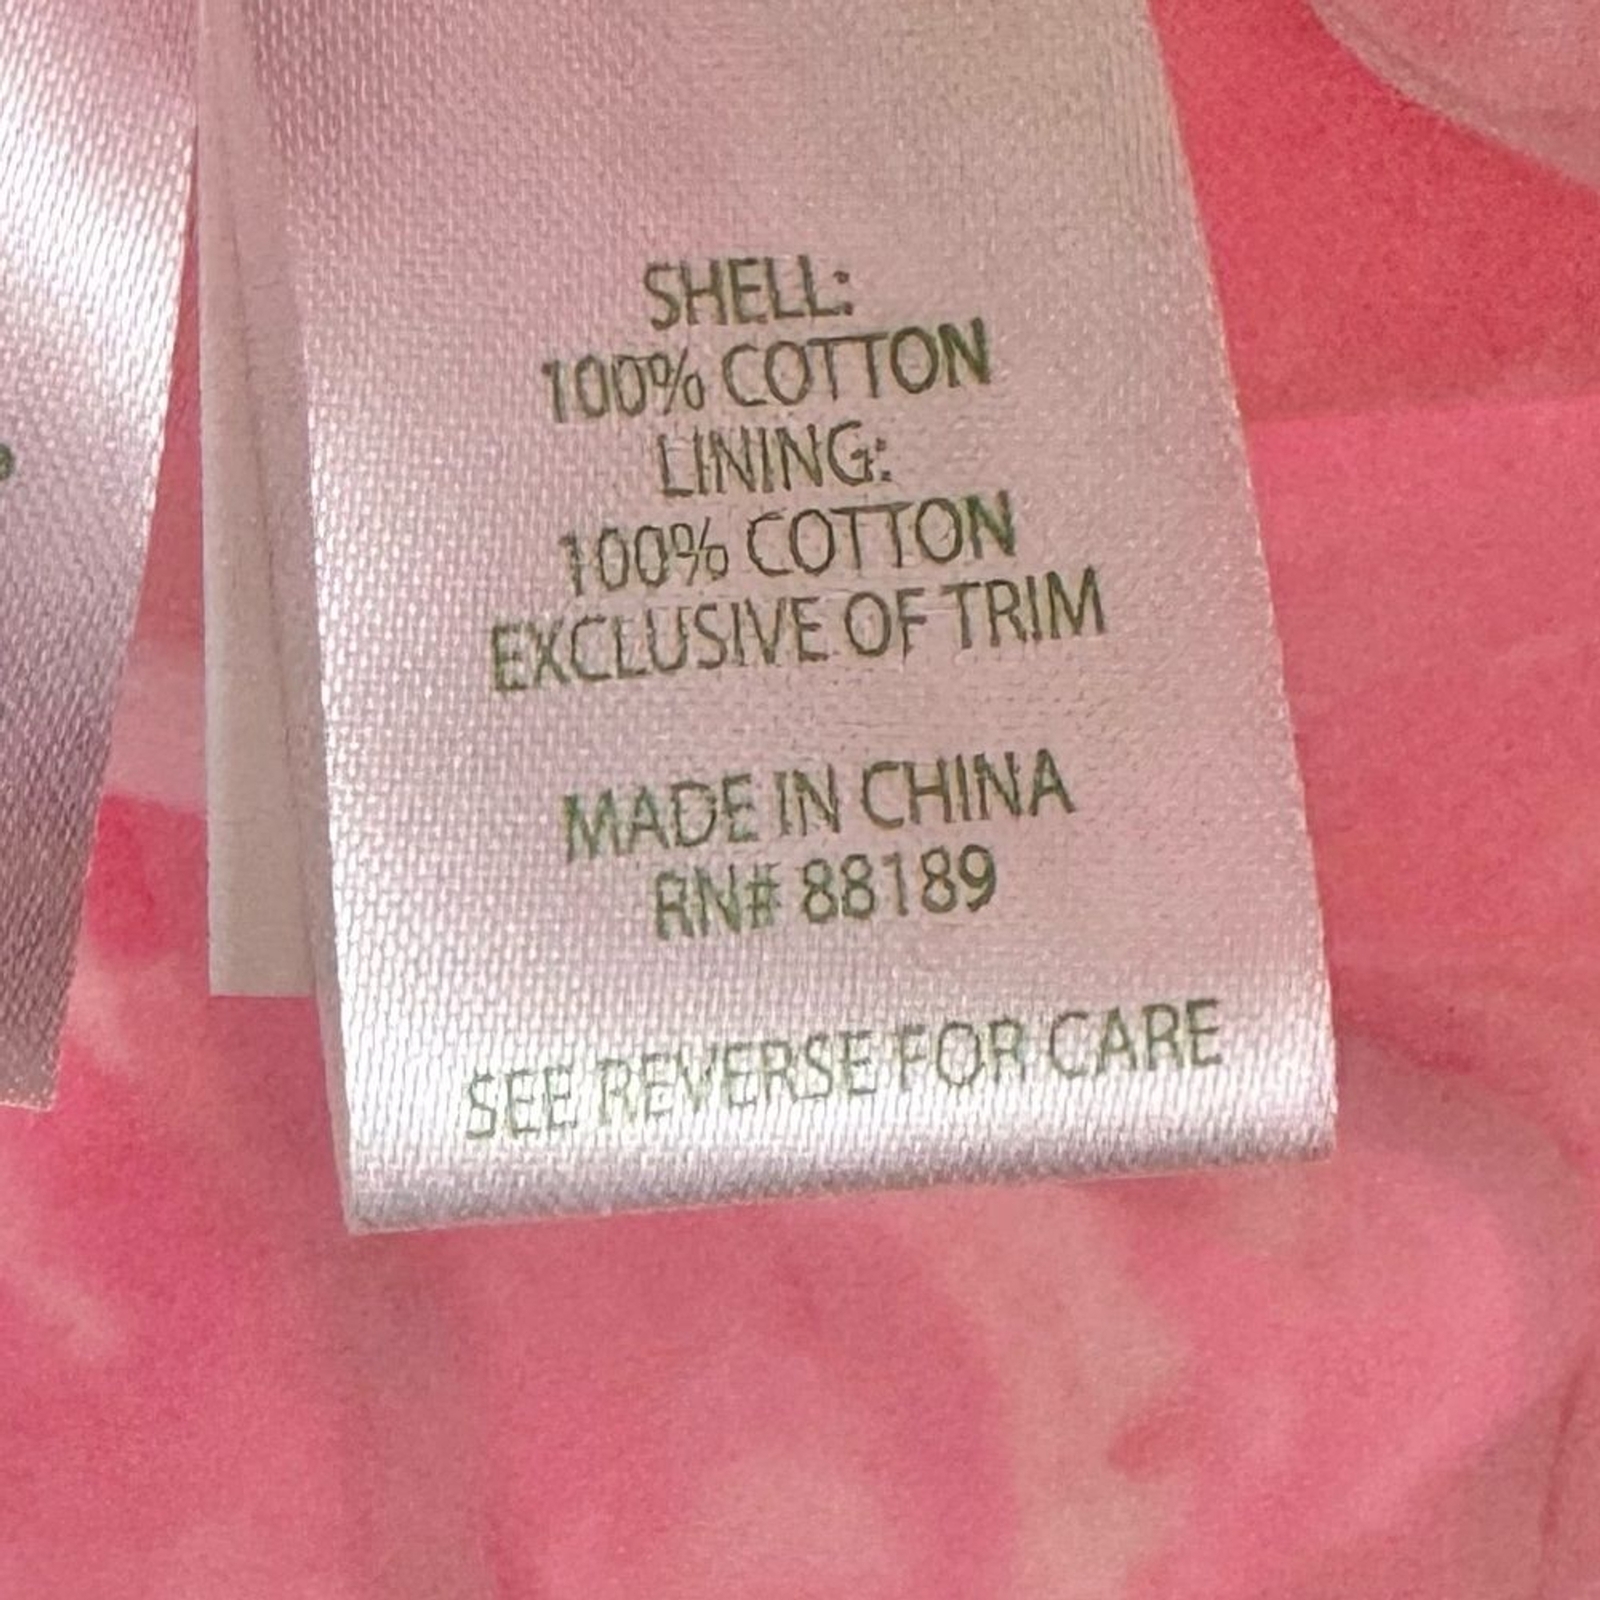 SHELL:
100% COTTON
LINING:
100% COTTON
EXCLUSIVE OF TRIM
MADE IN CHINA
RN# 88189
SEE REVERSE FOR CARE